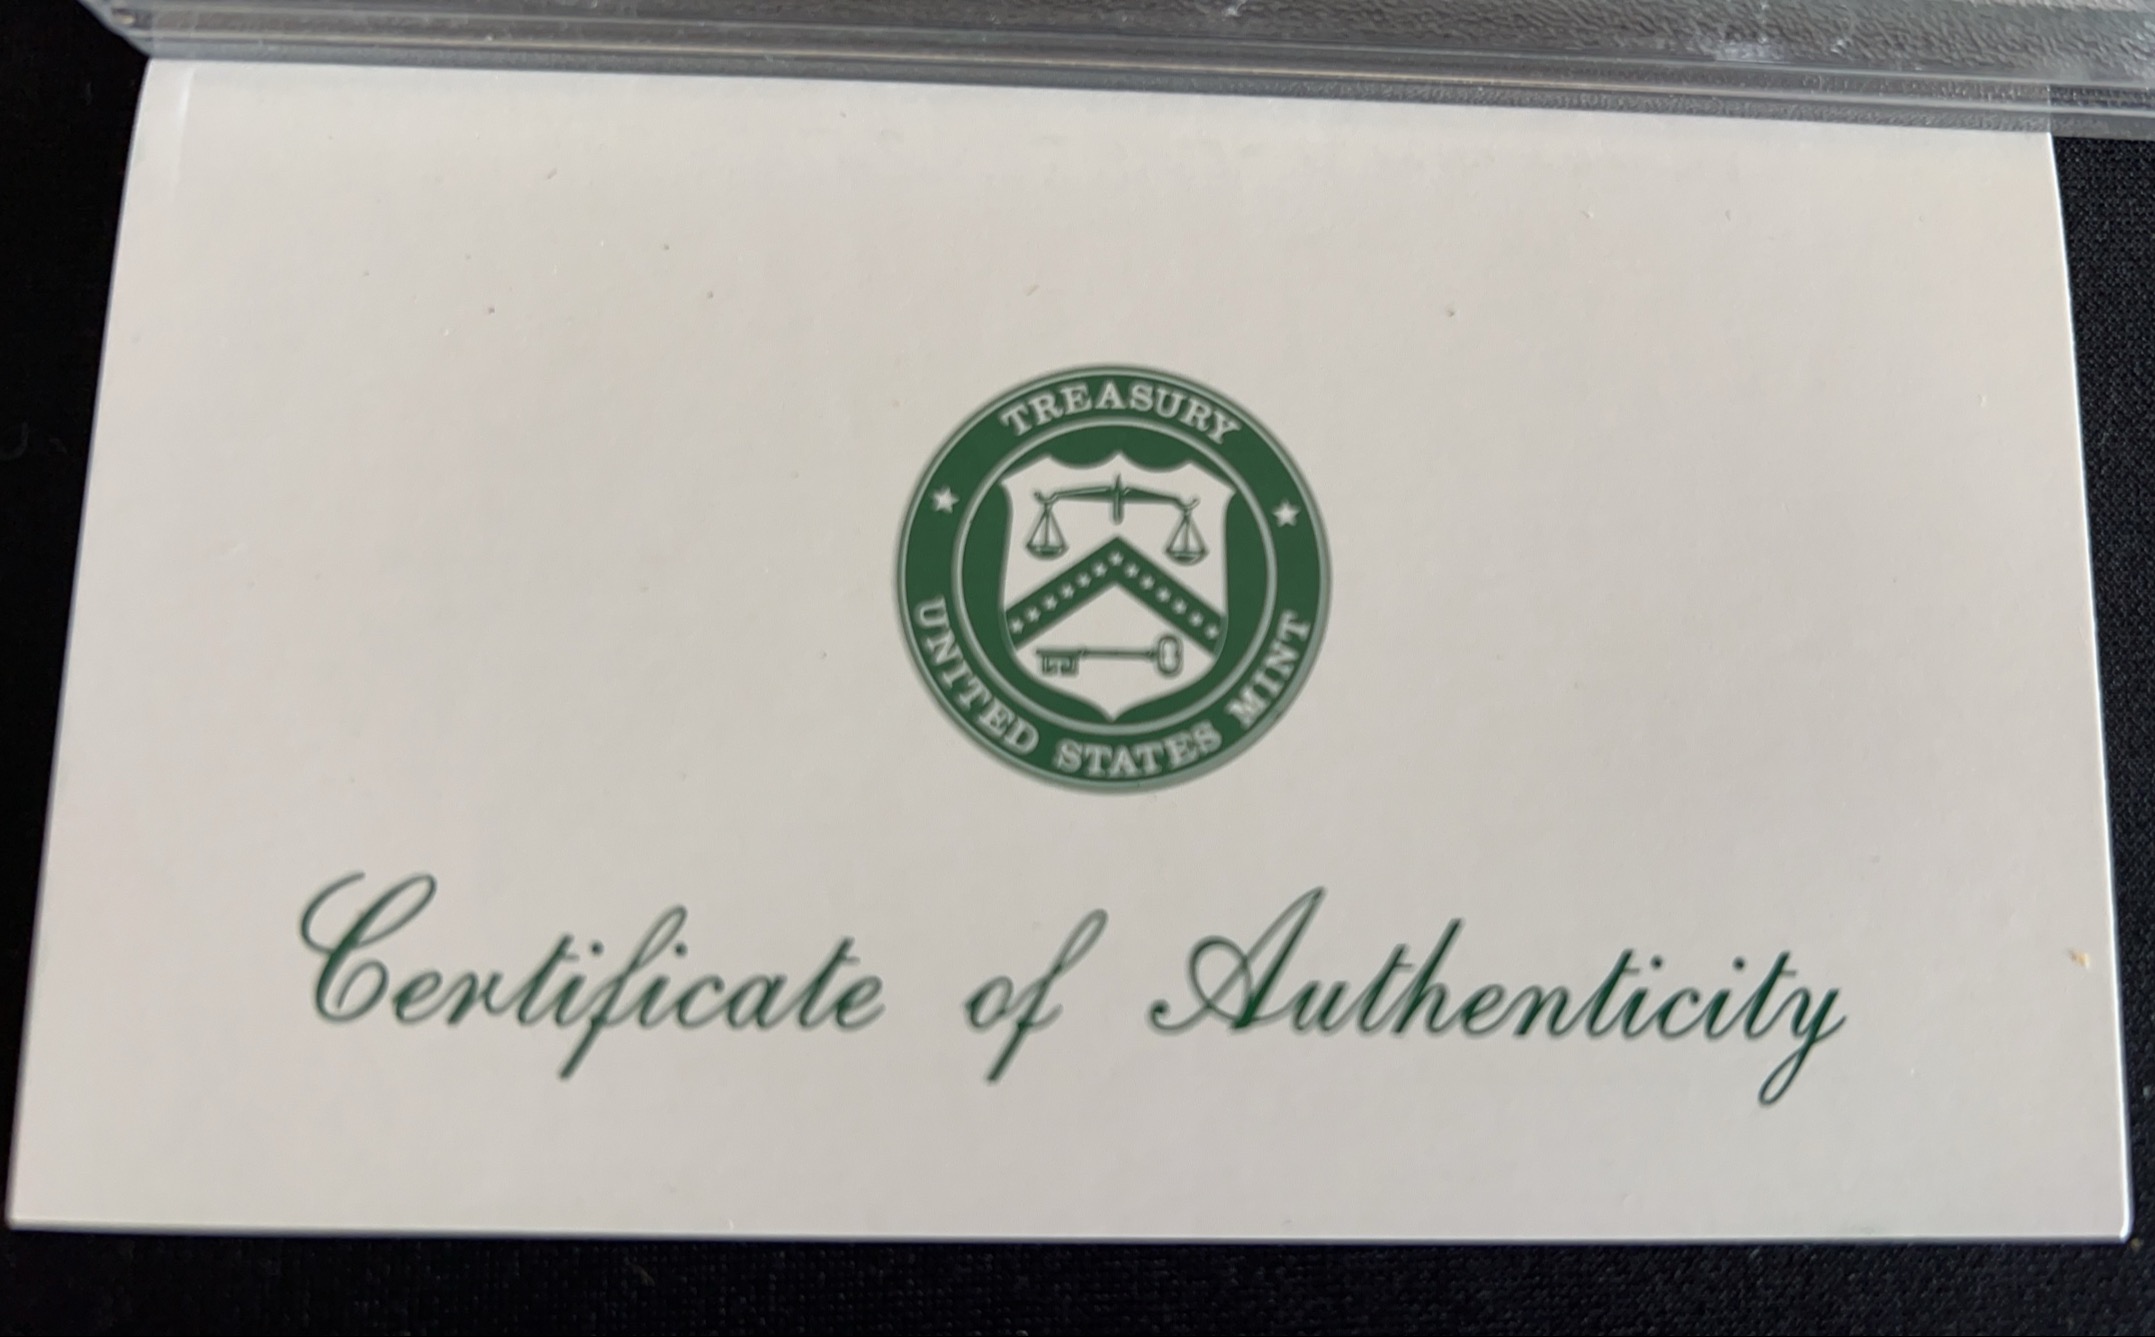 TREASURY
UNITED STATES MINT
Certificate of Authenticity